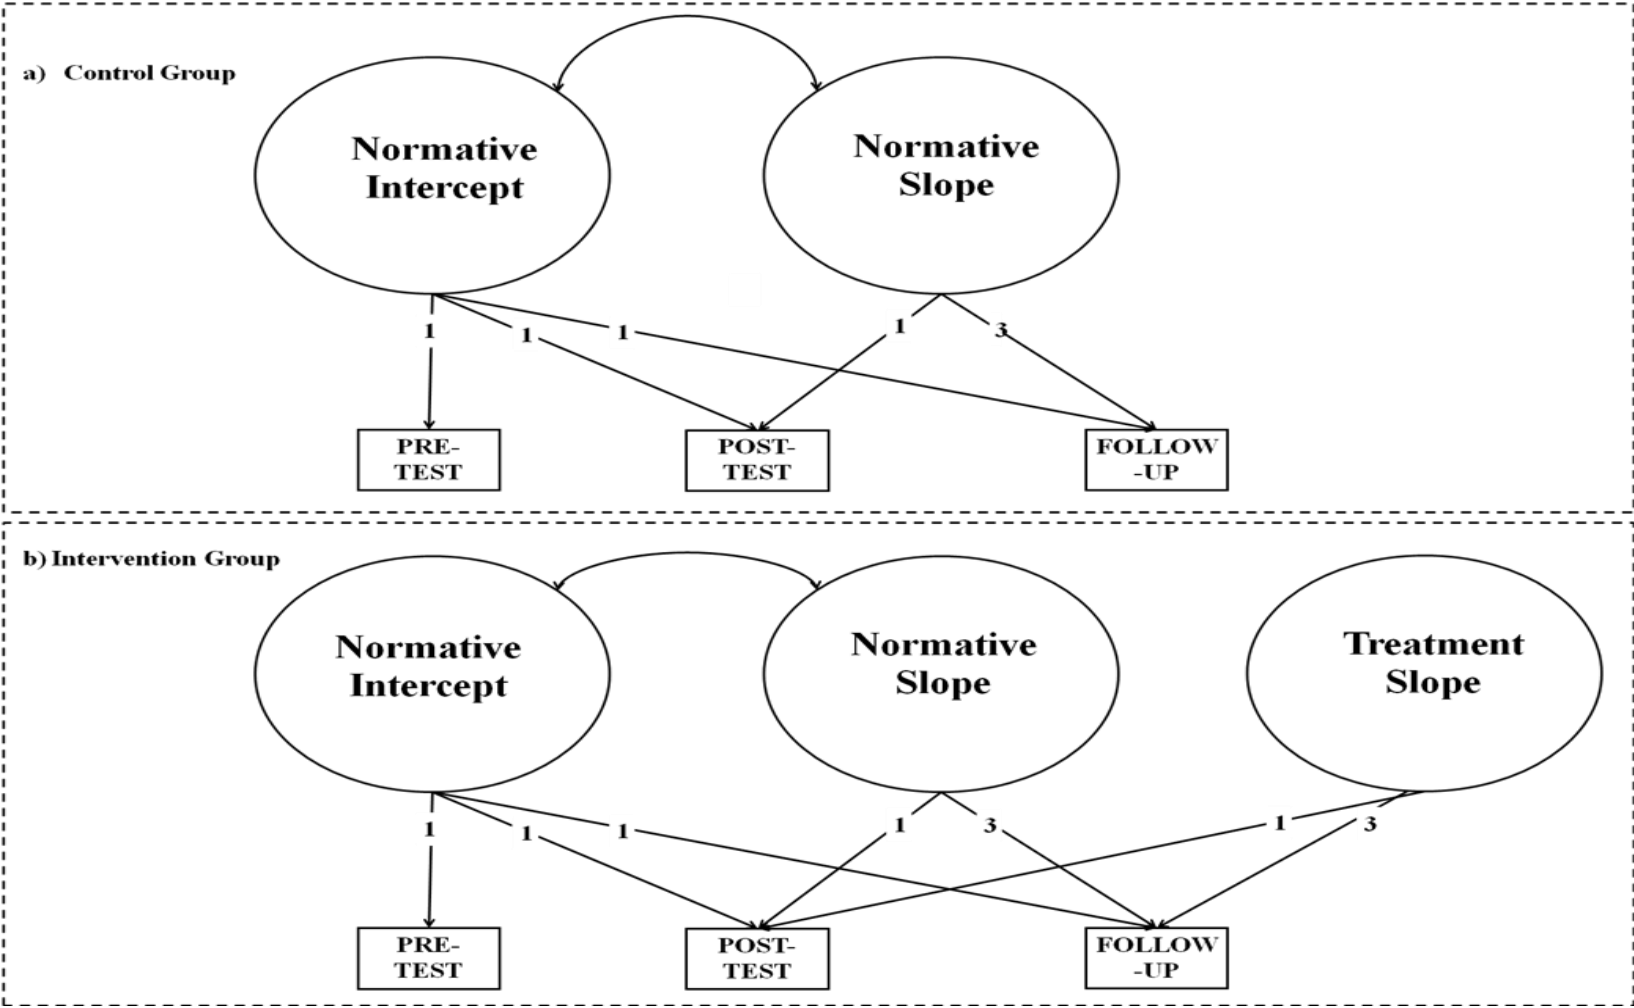 a) Control Group
Normative
Intercept
Normative
Slope
1
1
1
1
3
PRE-
TEST
POST-
TEST
FOLLOW
-UP
b) Intervention Group
Normative
Intercept
Normative
Slope
Treatment
Slope
1
1
1
1
3
1
3
PRE-
TEST
POST-
TEST
FOLLOW
-UP